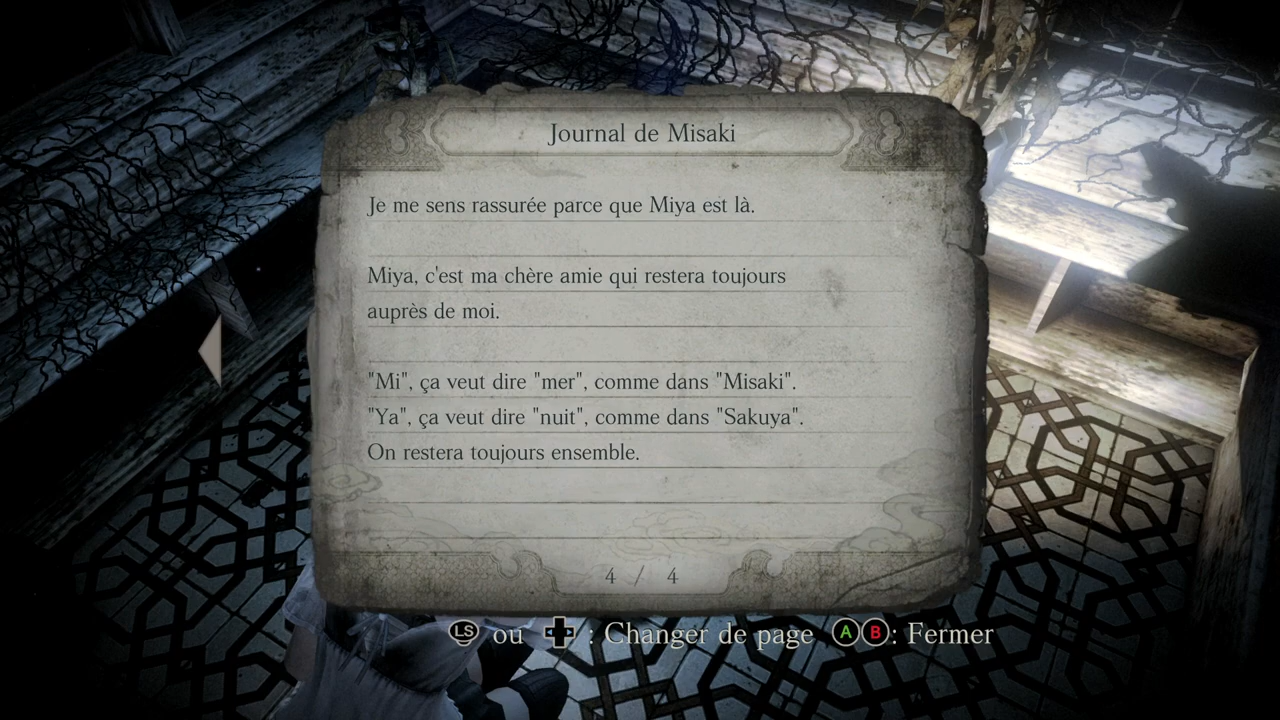 Journal de Misaki
Je me sens rassurée parce que Miya est là.
Miya, c'est ma chère amie qui restera toujours
auprès de moi.
"Mi", ça veut dire "mer", comme dans "Misaki".
"Ya", ça veut dire "nuit", comme dans "Sakuya".
On restera toujours ensemble.
4 / 4
LS ou : Changer de page A B : Fermer